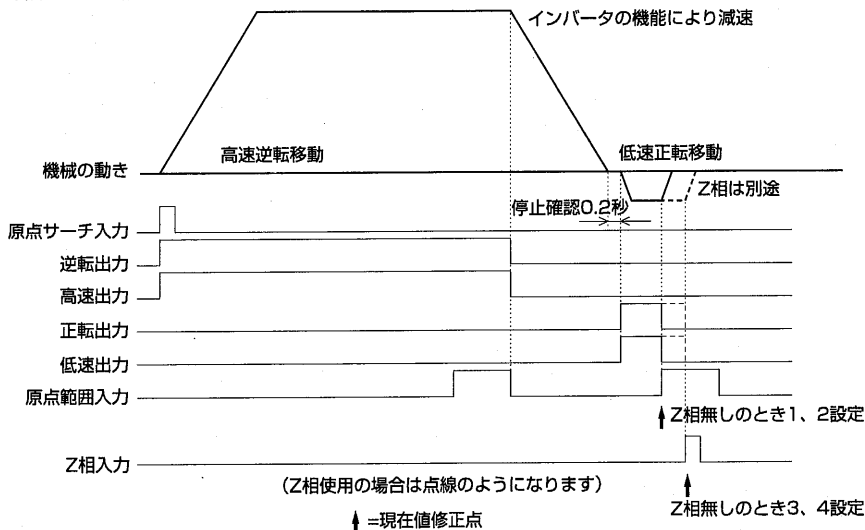 インバータの機能により減速
高速逆転移動
低速正転移動
機械の動き
Z相は別途
停止確認0.2秒
原点サーチ入力
逆転出力
高速出力
正転出力
低速出力
原点範囲入力
Z相無しのとき1、2設定
Z相入力
(Z相使用の場合は点線のようになります)
Z相無しのとき3、4設定
=現在値修正点